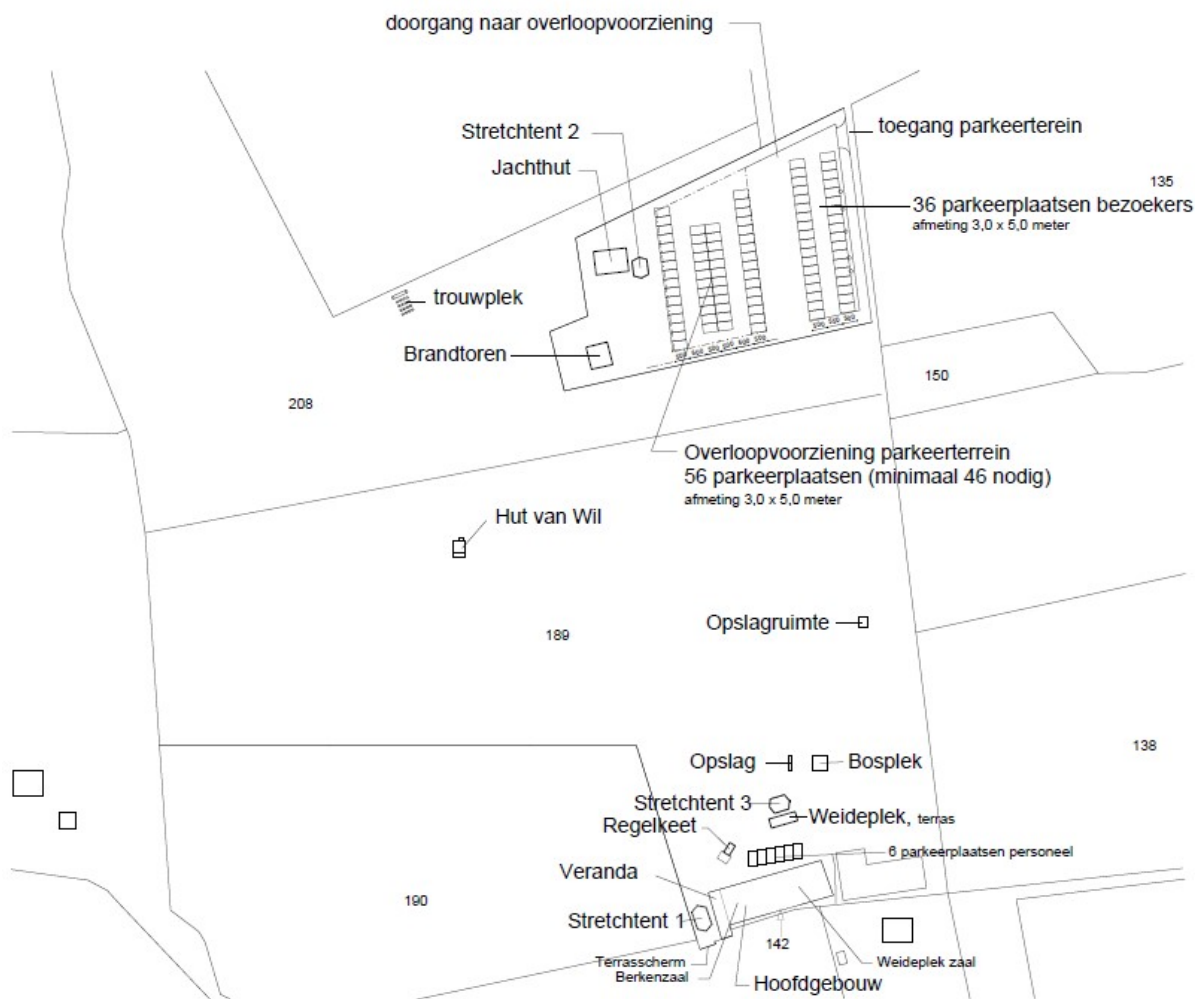 doorgang naar overloopvoorziening
Stretchtent 2
toegang parkeerterein
Jachthut
135
36 parkeerplaatsen bezoekers
afmeting 3,0 x 5,0 meter
trouwplek
Brandtoren
150
208
Overloopvoorziening parkeerterrein
56 parkeerplaatsen (minimaal 46 nodig)
afmeting 3,0 x 5,0 meter
Hut van Wil
Opslagruimte
189
138
Opslag
Bosplek
Stretchtent 3
Weideplek, terras
Regelkeet
6 parkeerplaatsen personeel
Veranda
190
Stretchtent 1
142
Terrasscherm
Weideplek zaal
Berkenzaal
Hoofdgebouw